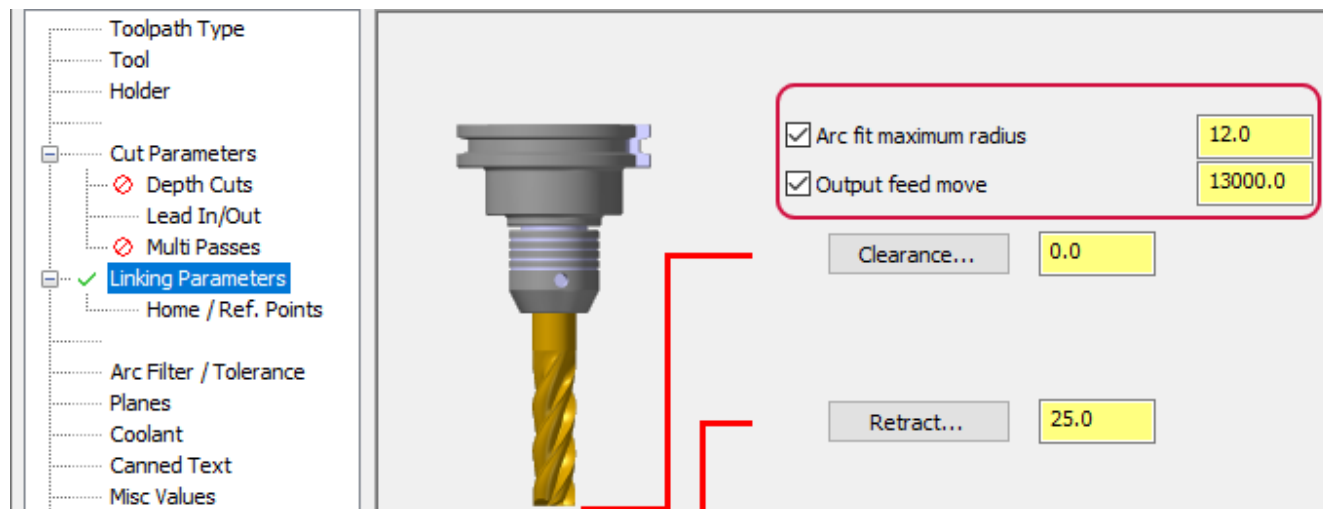 Toolpath Type
Tool
Holder
Cut Parameters
Depth Cuts
Lead In/Out
Multi Passes
Linking Parameters
Home / Ref. Points
Arc Filter / Tolerance
Planes
Coolant
Canned Text
Misc Values
Arc fit maximum radius 12.0
Output feed move 13000.0
Clearance... 0.0
Retract... 25.0